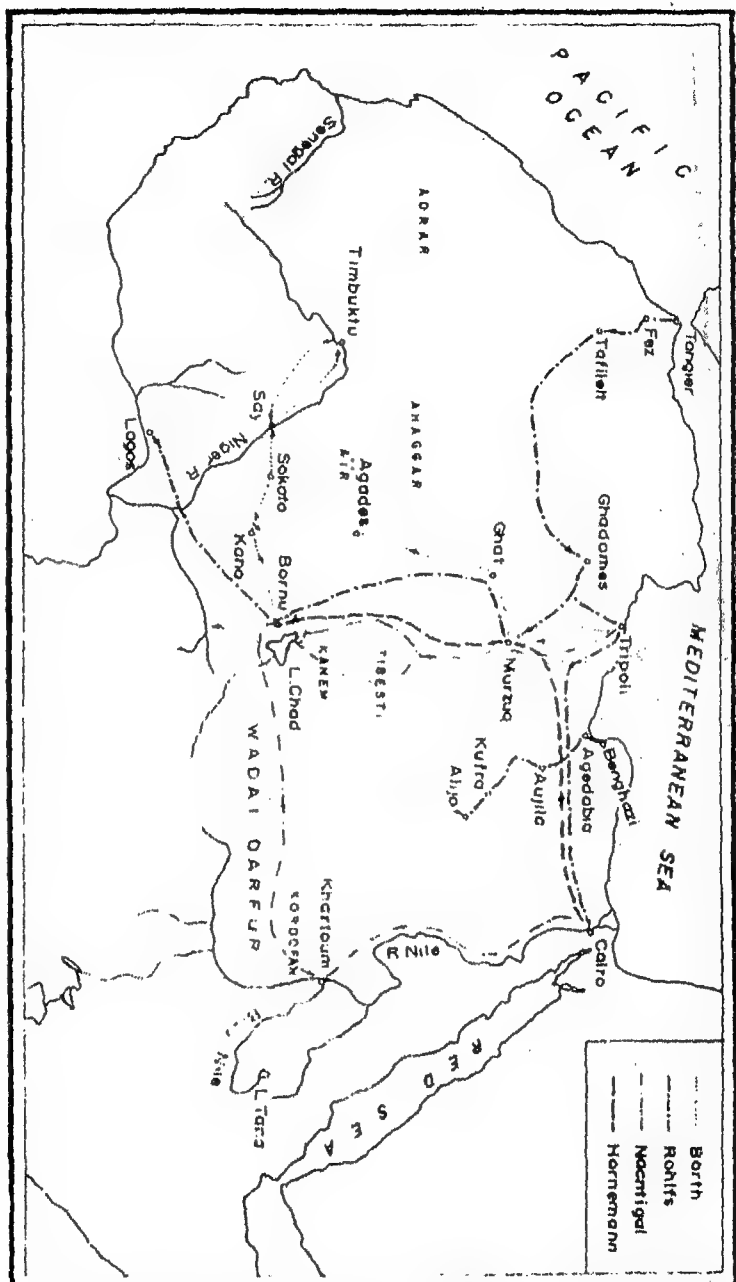 PACIFIC
OCEAN
MEDITERRANEAN SEA
Tangier
Fez
Tafileh
Ghadames
Tripoli
Benghazi
Agedabia
Aujila
Kufra
Cairo
Ghat
Murzuq
ADRAR
AHAGGAR
Agades
AIR
TIBESTI
KANEM
Senegal R.
Timbuktu
Say
Sokoto
Kano
Bornu
L.Chad
Niger R
Lagos
WADAI DARFUR
KORDOFAN
Khartoum
R Nile
Nile
L Tana
RED SEA
Barth
Rohlfs
Nacntigal
Hornemann